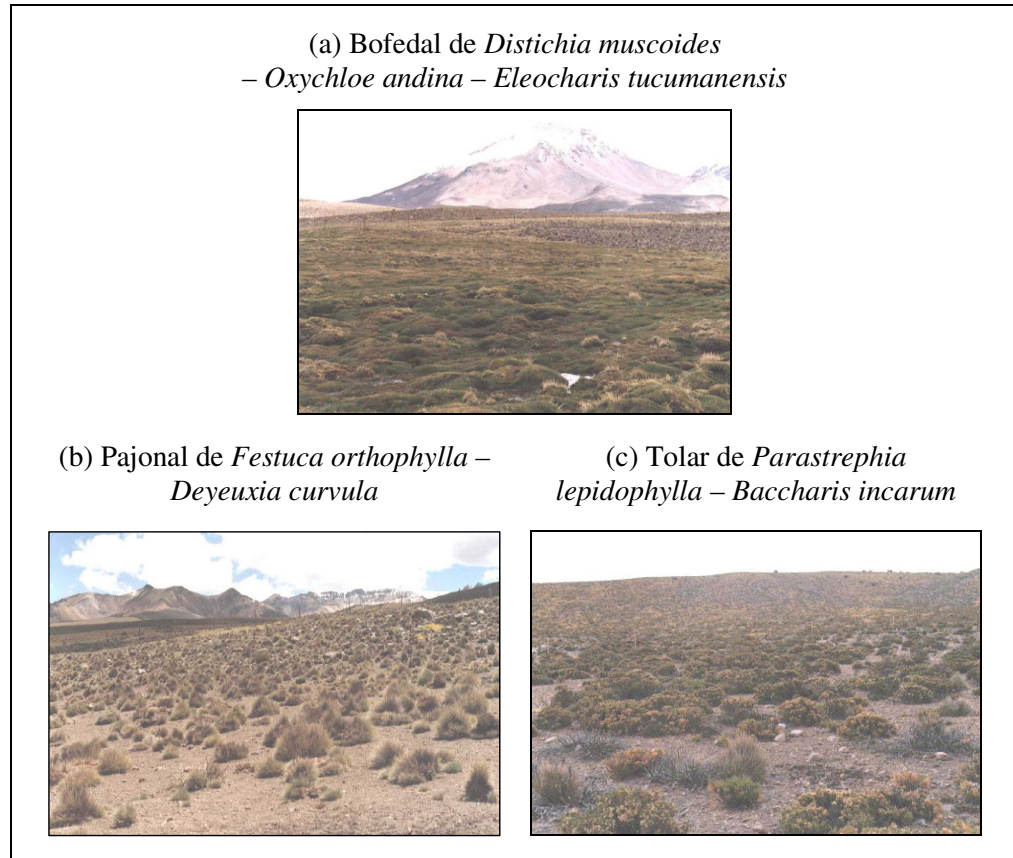 (a) Bofedal de Distichia muscoides
– Oxychloe andina – Eleocharis tucumanensis
(b) Pajonal de Festuca orthophylla –
Deyeuxia curvula
(c) Tolar de Parastrephia
lepidophylla – Baccharis incarum